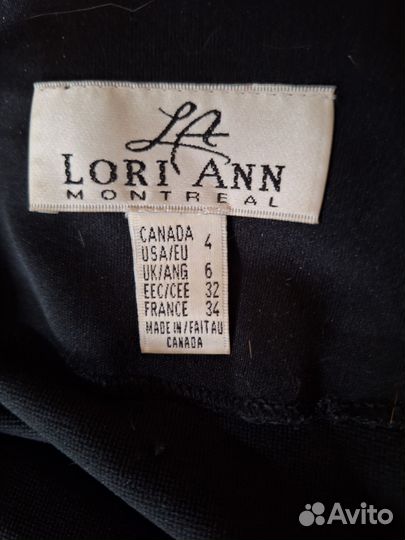 LA
LORI ANN
MONTREAL
CANADA 4
USA/EU
UK/ANG 6
EEC/CEE 32
FRANCE 34
MADE IN/FAIT AU
CANADA
Avito